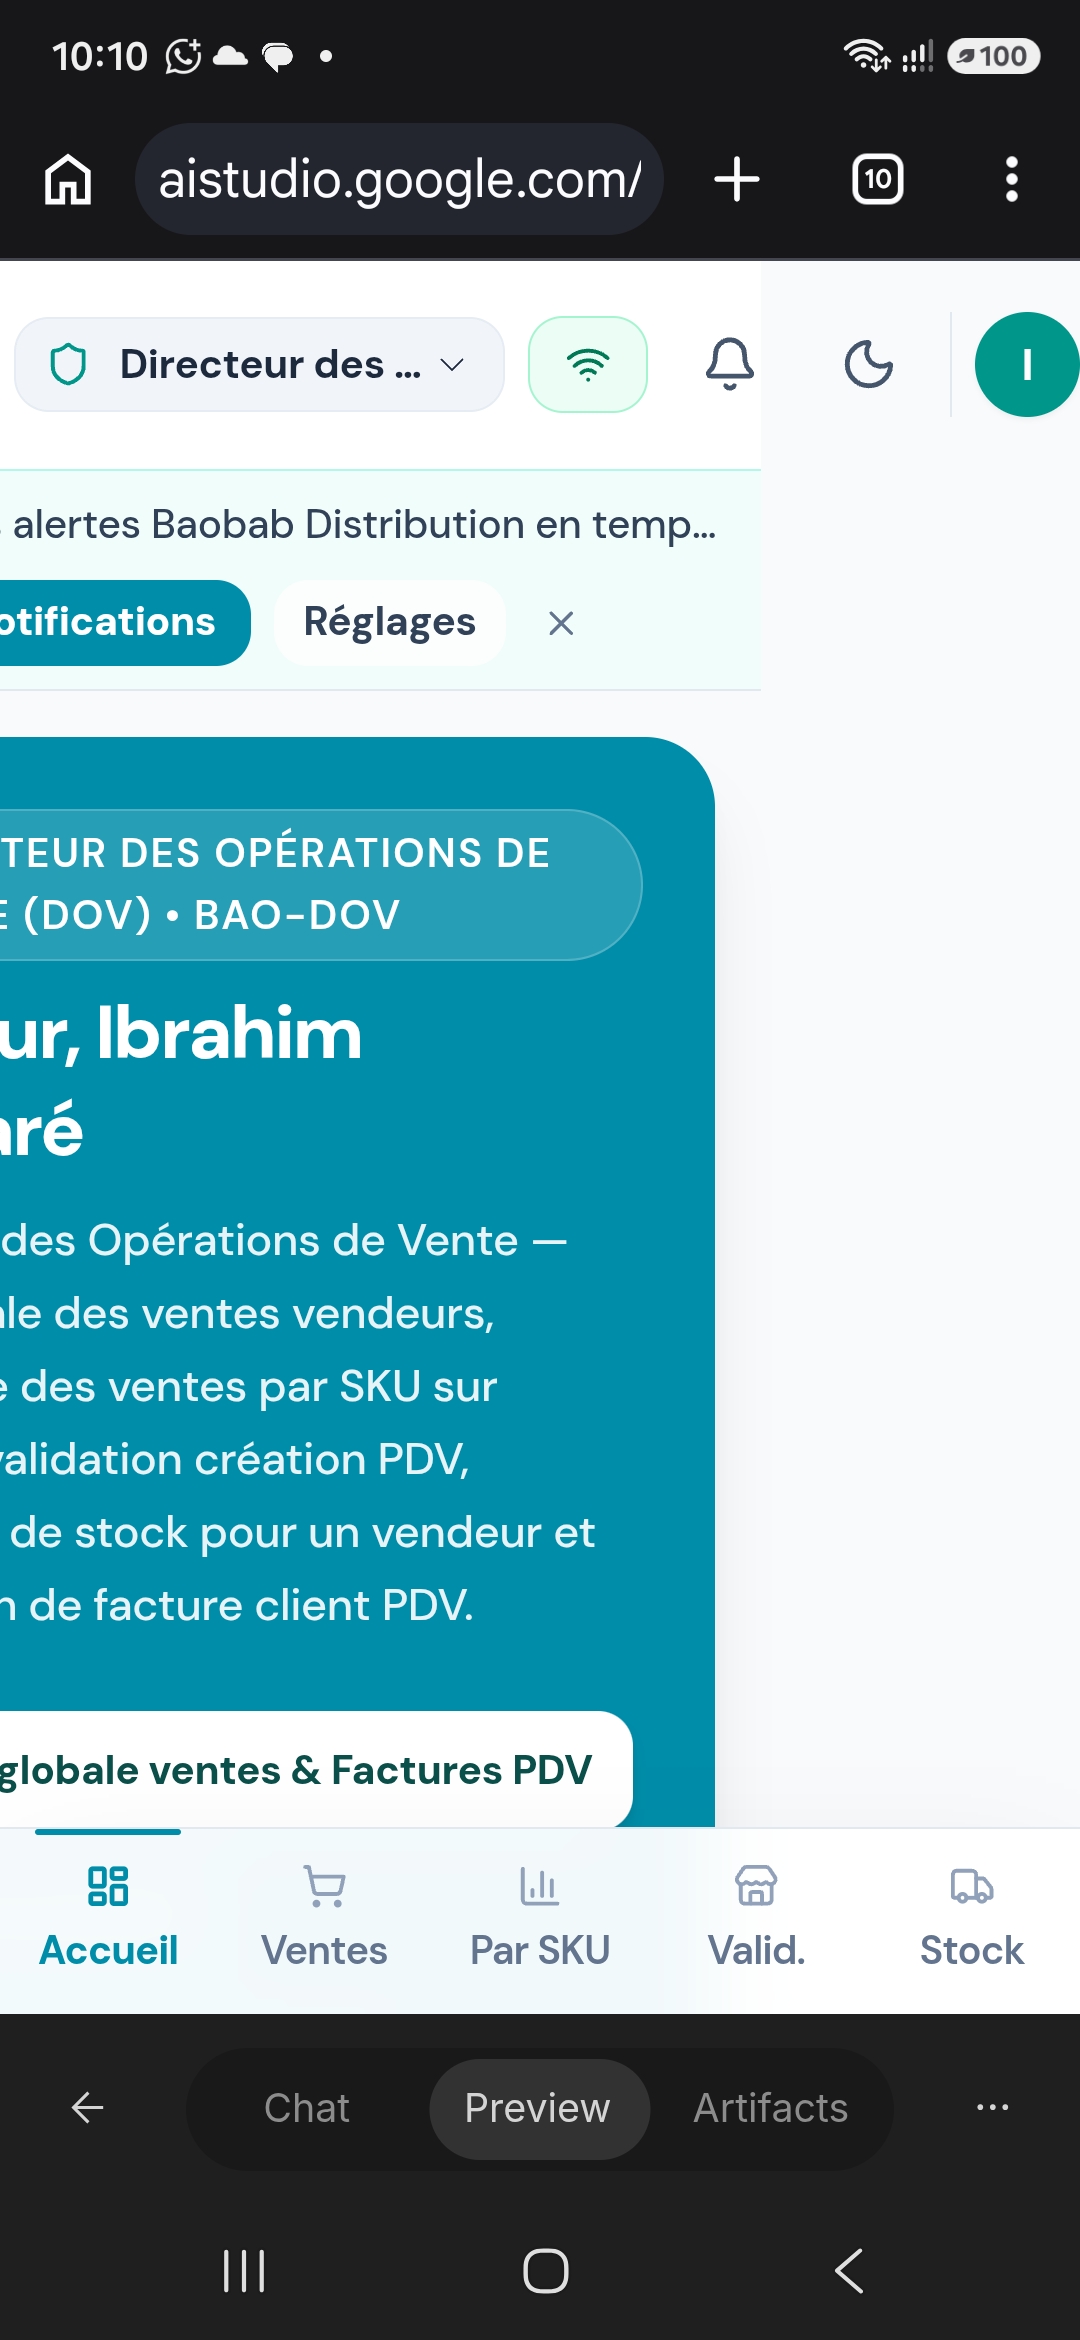 10:10
100
aistudio.google.com/
10
Directeur des ...
I
alertes Baobab Distribution en temp...
otifications
Réglages
TEUR DES OPÉRATIONS DE
E (DOV) • BAO-DOV
ur, Ibrahim
aré
des Opérations de Vente —
ale des ventes vendeurs,
e des ventes par SKU sur
validation création PDV,
de stock pour un vendeur et
n de facture client PDV.
globale ventes & Factures PDV
Accueil
Ventes
Par SKU
Valid.
Stock
Chat
Preview
Artifacts